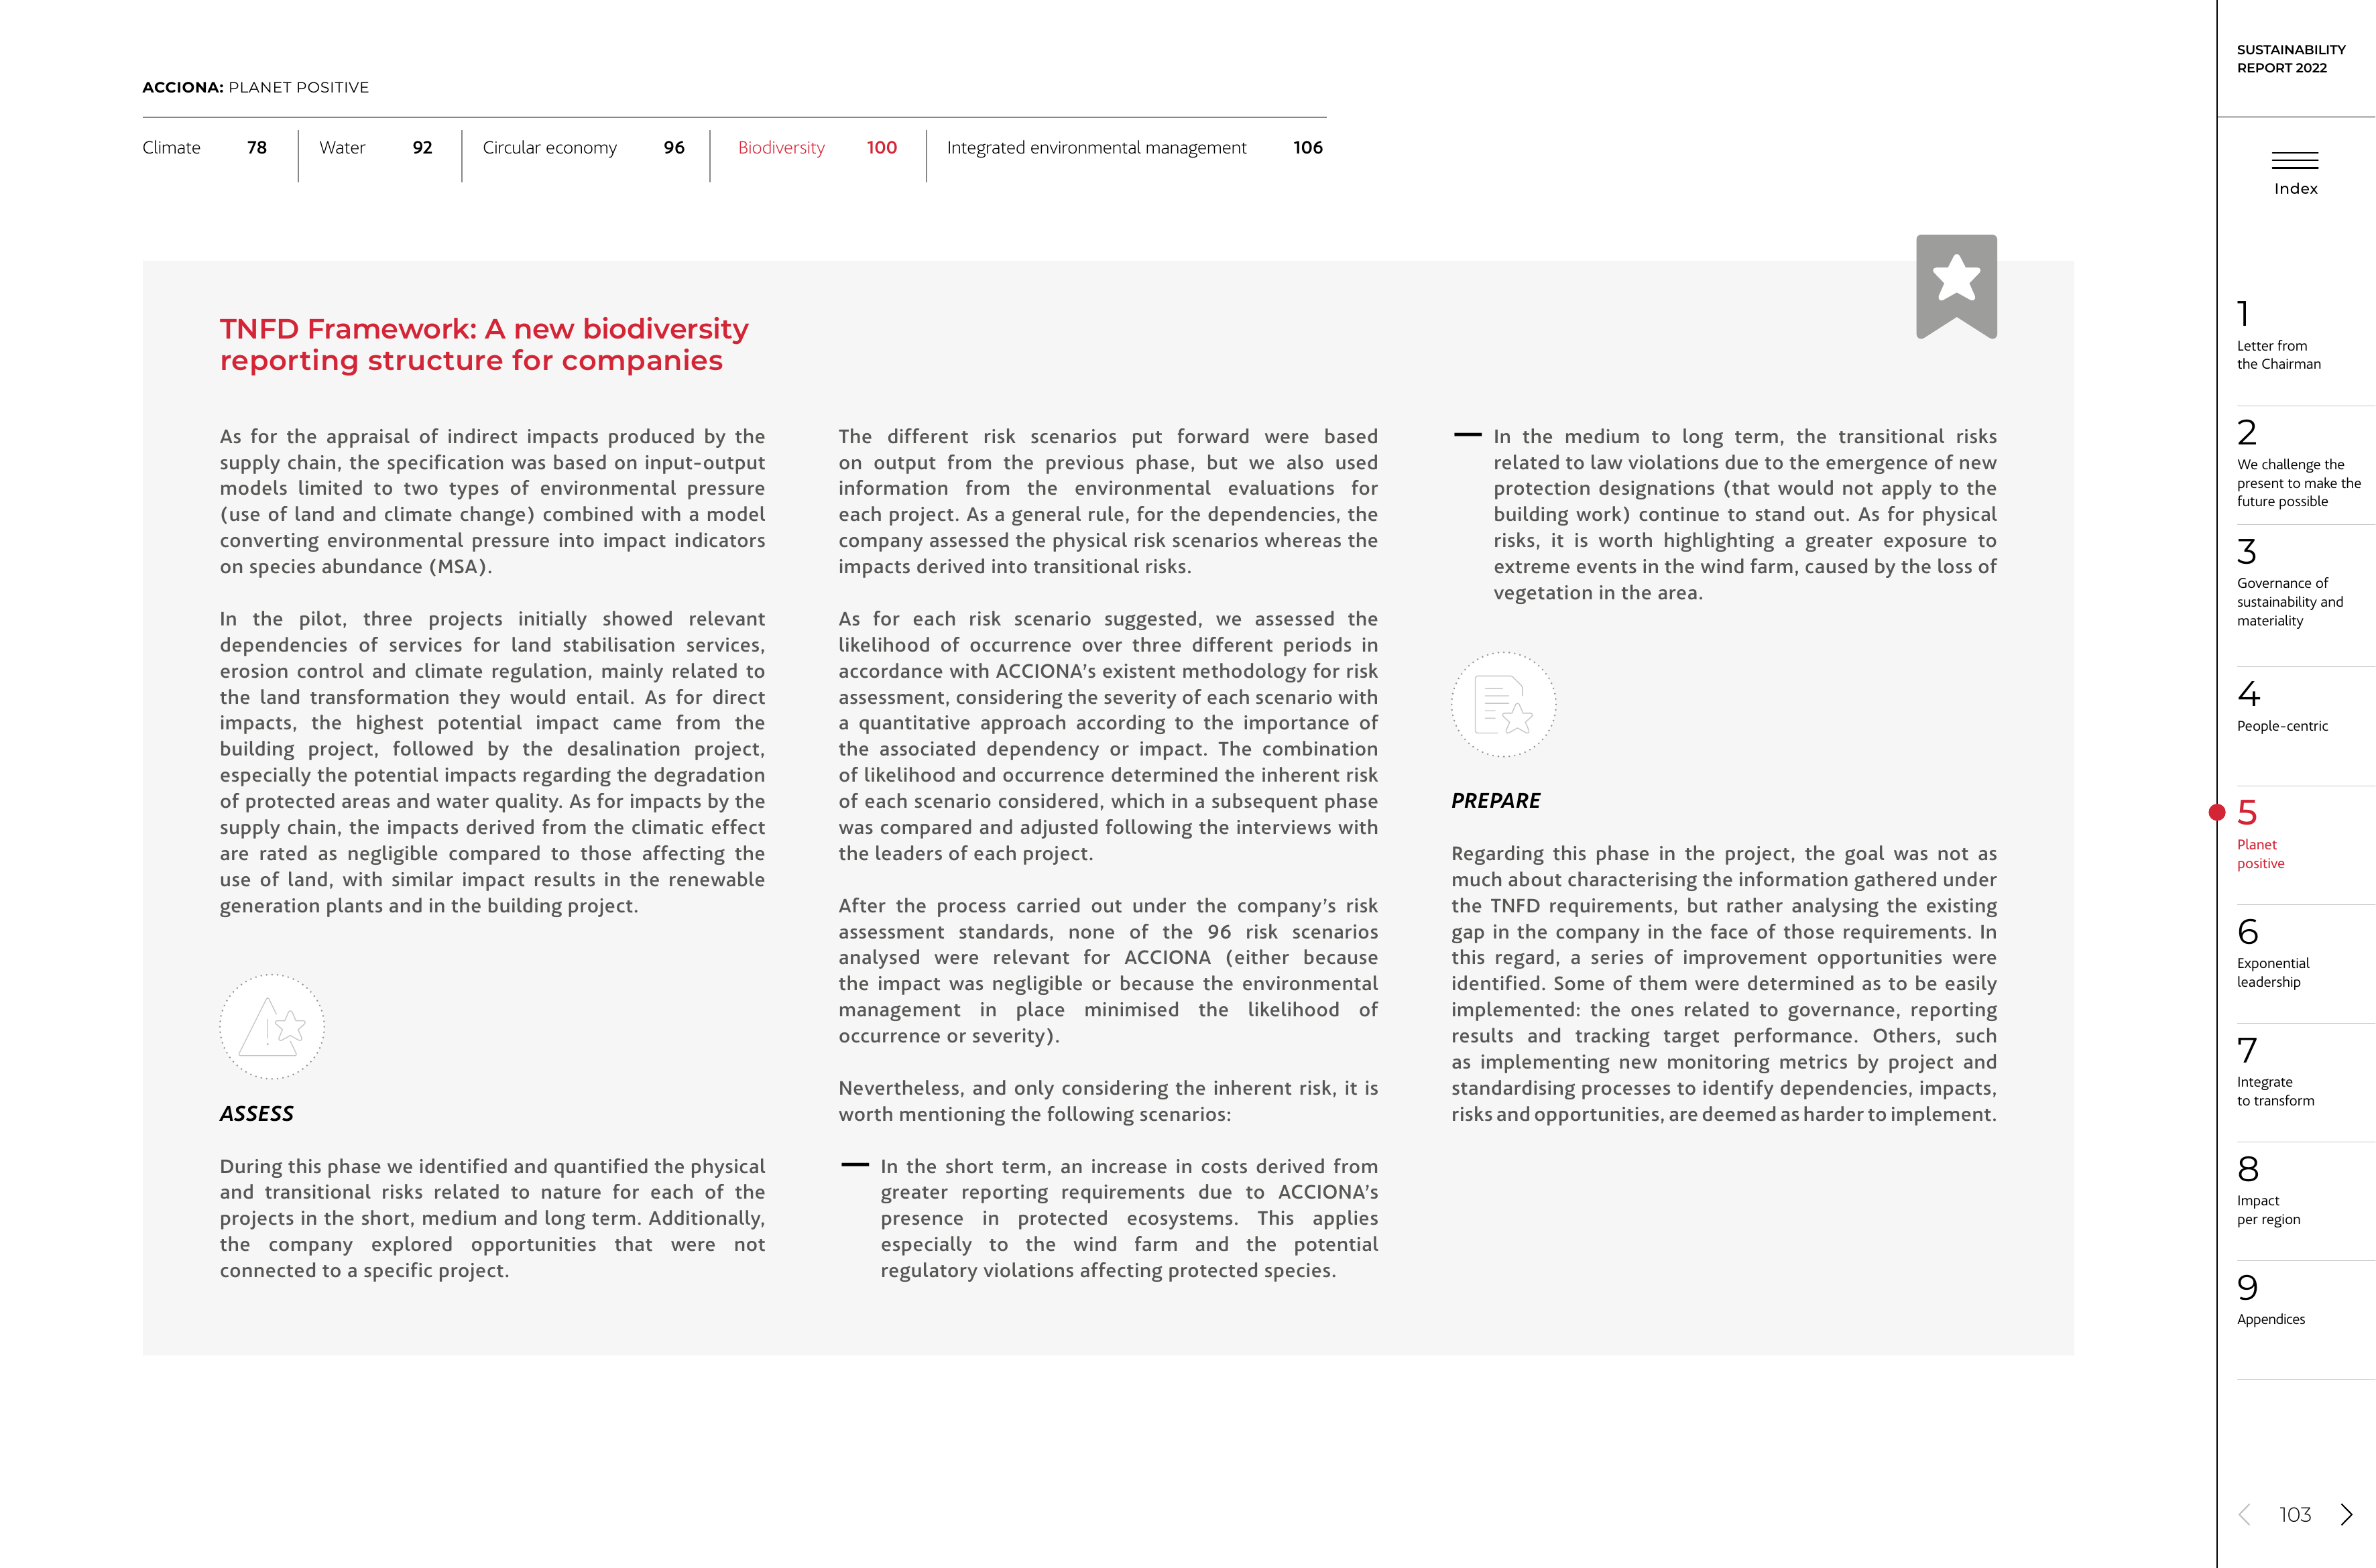 ACCIONA: PLANET POSITIVE
Climate 78
Water 92
Circular economy 96
Biodiversity 100
Integrated environmental management 106
TNFD Framework: A new biodiversity
reporting structure for companies
As for the appraisal of indirect impacts produced by the
supply chain, the specification was based on input-output
models limited to two types of environmental pressure
(use of land and climate change) combined with a model
converting environmental pressure into impact indicators
on species abundance (MSA).
In the pilot, three projects initially showed relevant
dependencies of services for land stabilisation services,
erosion control and climate regulation, mainly related to
the land transformation they would entail. As for direct
impacts, the highest potential impact came from the
building project, followed by the desalination project,
especially the potential impacts regarding the degradation
of protected areas and water quality. As for impacts by the
supply chain, the impacts derived from the climatic effect
are rated as negligible compared to those affecting the
use of land, with similar impact results in the renewable
generation plants and in the building project.
ASSESS
During this phase we identified and quantified the physical
and transitional risks related to nature for each of the
projects in the short, medium and long term. Additionally,
the company explored opportunities that were not
connected to a specific project.
The different risk scenarios put forward were based
on output from the previous phase, but we also used
information from the environmental evaluations for
each project. As a general rule, for the dependencies, the
company assessed the physical risk scenarios whereas the
impacts derived into transitional risks.
As for each risk scenario suggested, we assessed the
likelihood of occurrence over three different periods in
accordance with ACCIONA's existent methodology for risk
assessment, considering the severity of each scenario with
a quantitative approach according to the importance of
the associated dependency or impact. The combination
of likelihood and occurrence determined the inherent risk
of each scenario considered, which in a subsequent phase
was compared and adjusted following the interviews with
the leaders of each project.
After the process carried out under the company's risk
assessment standards, none of the 96 risk scenarios
analysed were relevant for ACCIONA (either because
the impact was negligible or because the environmental
management in place minimised the likelihood of
occurrence or severity).
Nevertheless, and only considering the inherent risk, it is
worth mentioning the following scenarios:
— In the short term, an increase in costs derived from
greater reporting requirements due to ACCIONA's
presence in protected ecosystems. This applies
especially to the wind farm and the potential
regulatory violations affecting protected species.
— In the medium to long term, the transitional risks
related to law violations due to the emergence of new
protection designations (that would not apply to the
building work) continue to stand out. As for physical
risks, it is worth highlighting a greater exposure to
extreme events in the wind farm, caused by the loss of
vegetation in the area.
PREPARE
Regarding this phase in the project, the goal was not as
much about characterising the information gathered under
the TNFD requirements, but rather analysing the existing
gap in the company in the face of those requirements. In
this regard, a series of improvement opportunities were
identified. Some of them were determined as to be easily
implemented: the ones related to governance, reporting
results and tracking target performance. Others, such
as implementing new monitoring metrics by project and
standardising processes to identify dependencies, impacts,
risks and opportunities, are deemed as harder to implement.
SUSTAINABILITY
REPORT 2022
Index
1
Letter from
the Chairman
2
We challenge the
present to make the
future possible
3
Governance of
sustainability and
materiality
4
People-centric
5
Planet
positive
6
Exponential
leadership
7
Integrate
to transform
8
Impact
per region
9
Appendices
103